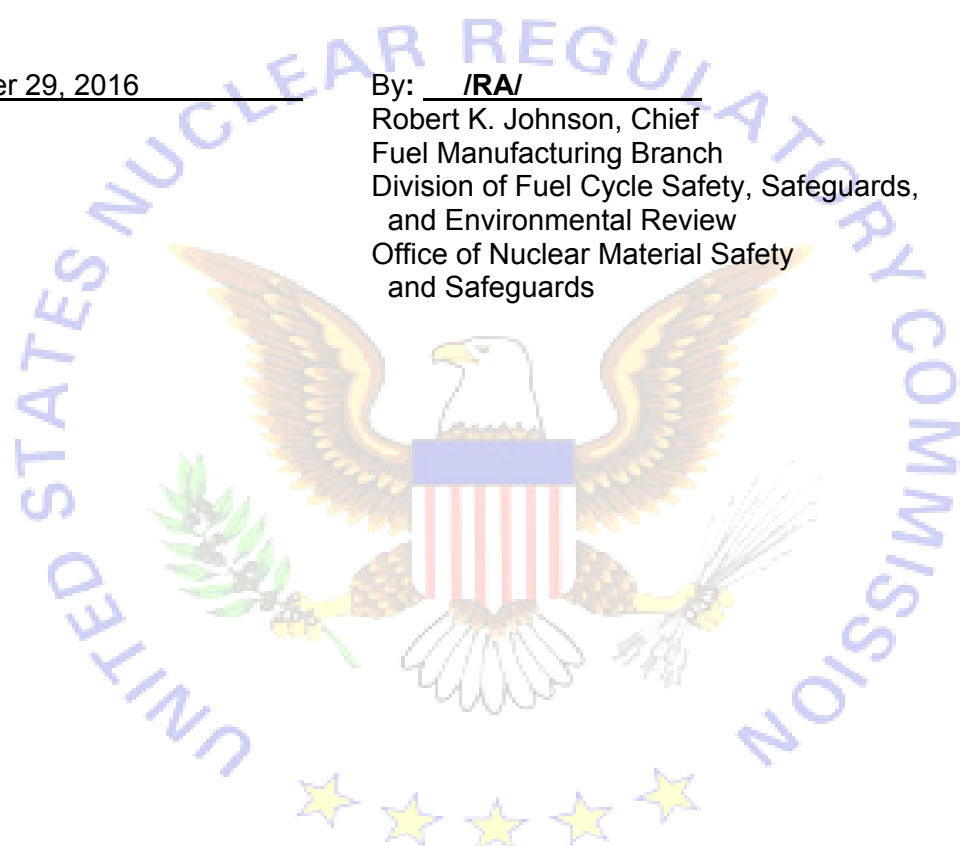 er 29, 2016 By: /RA/
Robert K. Johnson, Chief
Fuel Manufacturing Branch
Division of Fuel Cycle Safety, Safeguards,
and Environmental Review
Office of Nuclear Material Safety
and Safeguards
UNITED STATES NUCLEAR REGULATORY COMMISSION